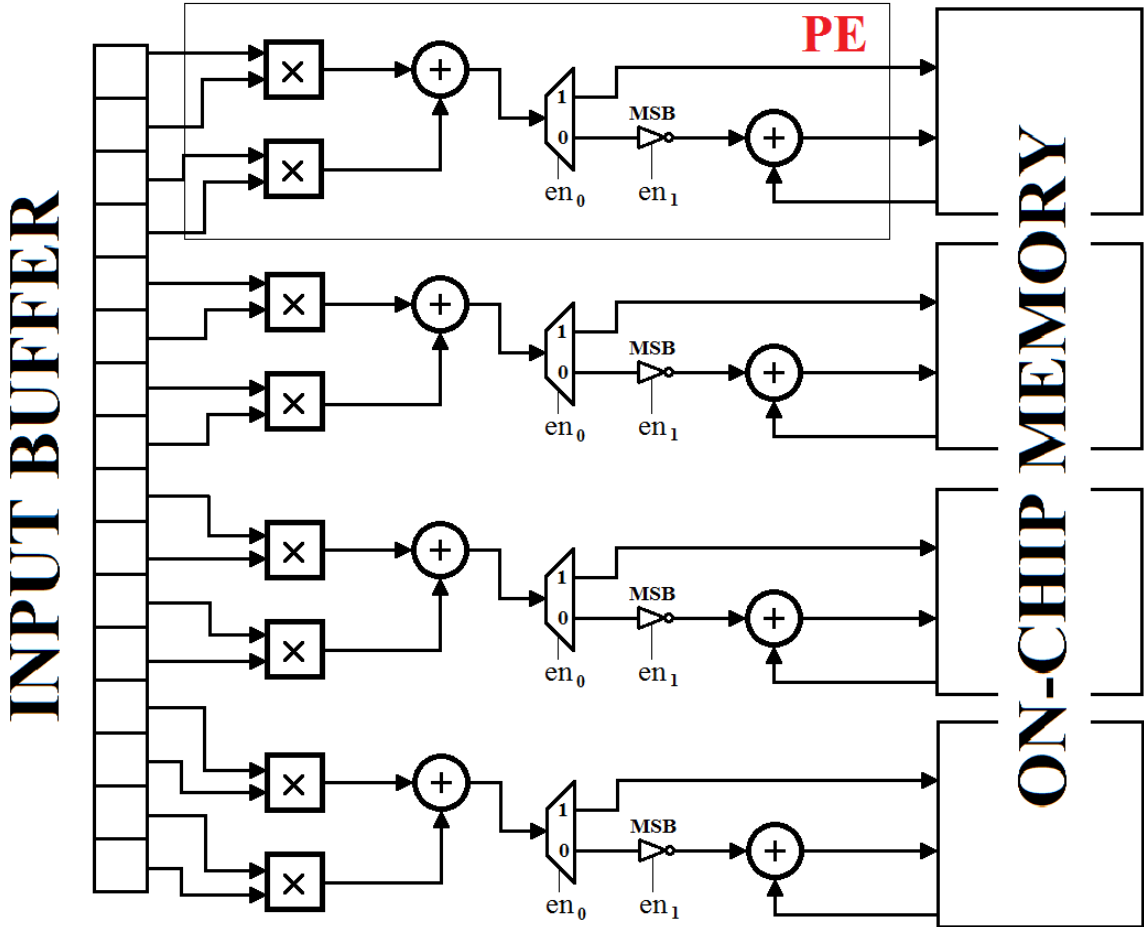 INPUT BUFFER
PE
× + 1 0 MSB +
×
en0 en1
× + 1 0 MSB +
×
en0 en1
× + 1 0 MSB +
×
en0 en1
× + 1 0 MSB +
×
en0 en1
ON-CHIP MEMORY